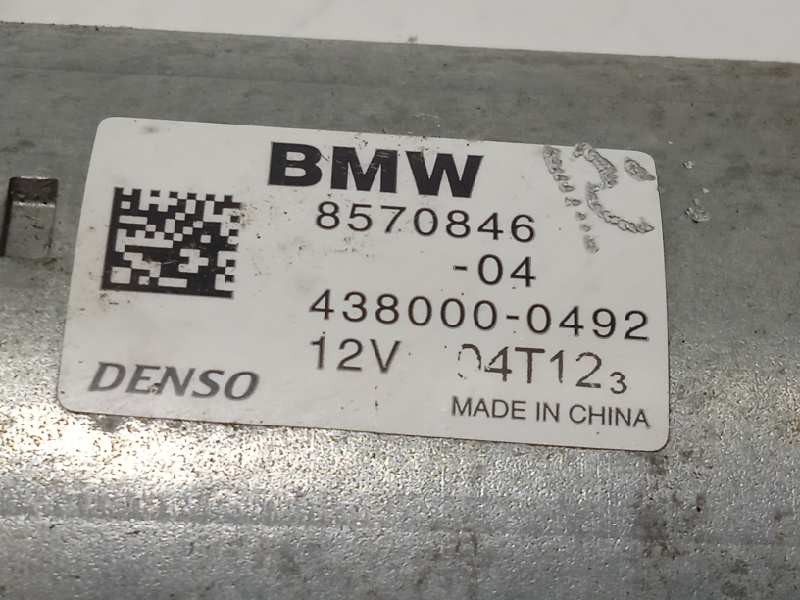 BMW
8570846
-04
438000-0492
12V 04T123
DENSO
MADE IN CHINA